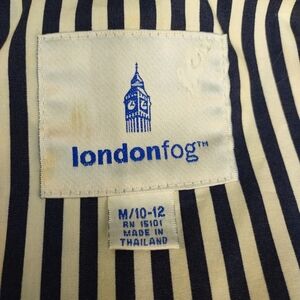 londonfog™
M/10-12
RN 15101
MADE IN
THAILAND